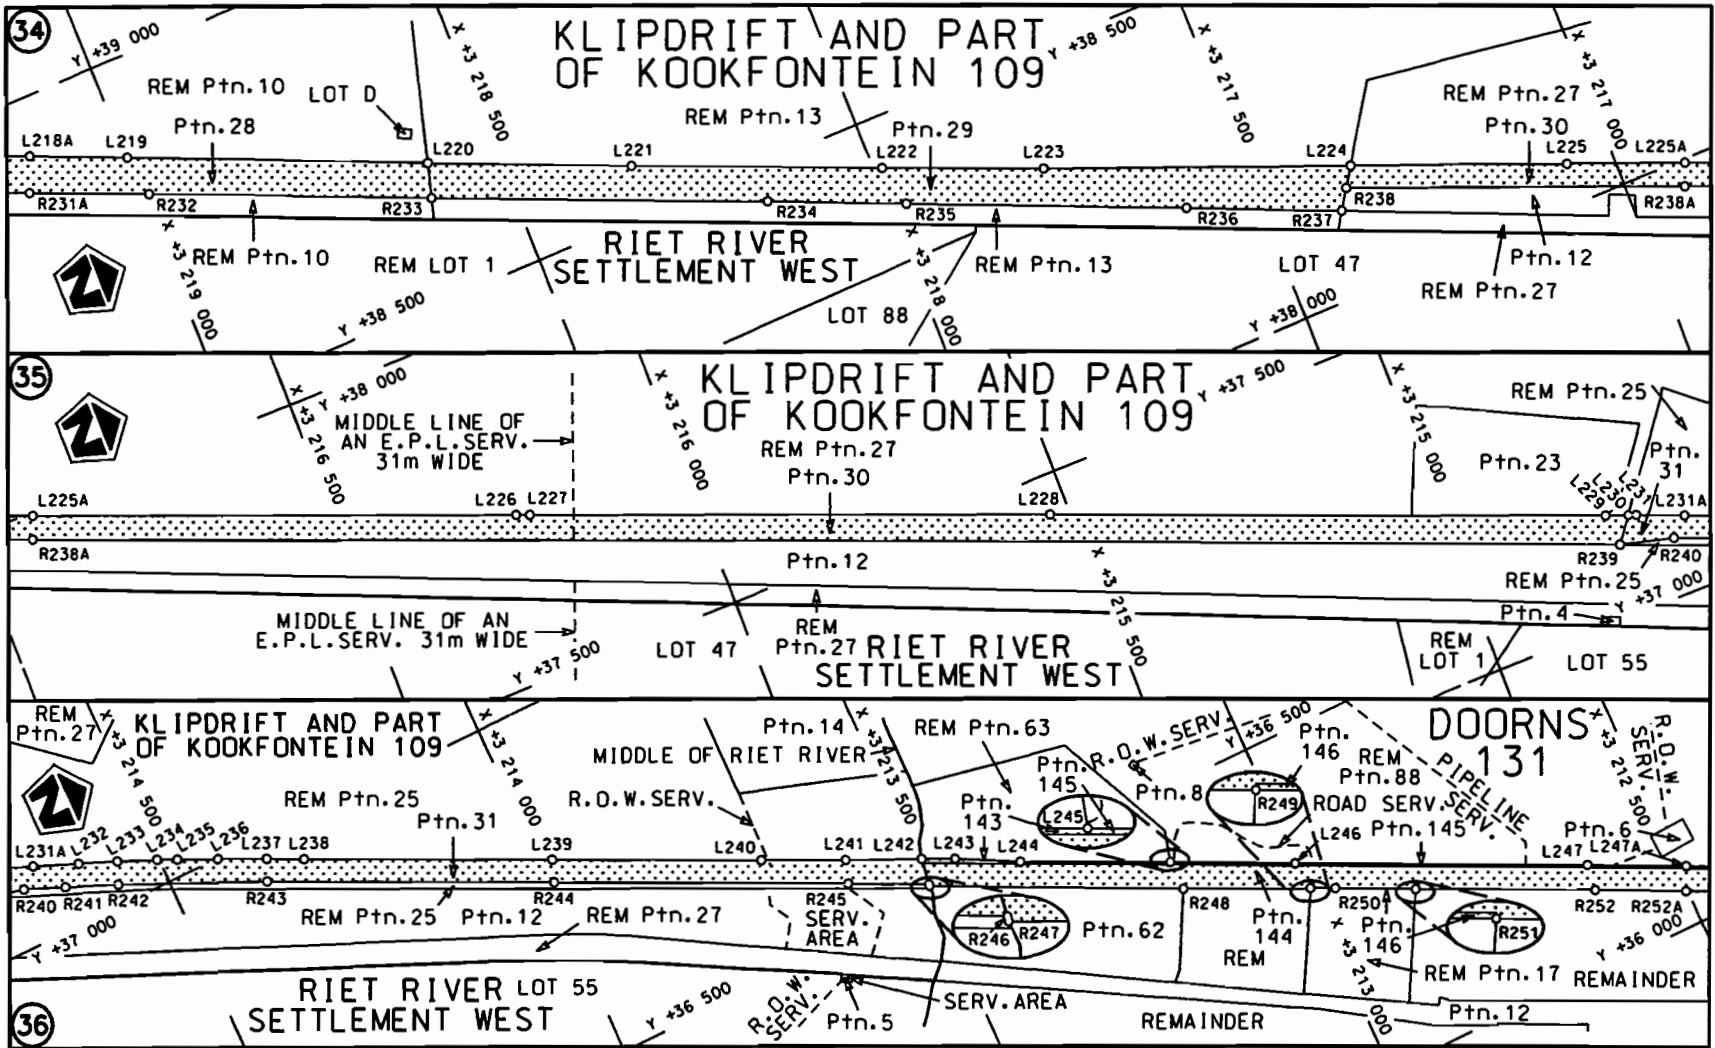 34
Y +39 000
X +3 218 500
KLIPDRIFT AND PART
OF KOOKFONTEIN 109
Y +38 500
X +3 217 500
X +3 217 000
REM Ptn.10
LOT D
REM Ptn.13
REM Ptn.27
Ptn.28
Ptn.29
Ptn.30
L218A
L219
L220
L221
L222
L223
L224
L225
L225A
R231A
R232
R233
R234
R235
R236
R237
R238
R238A
X +3 219 000
REM Ptn.10
REM LOT 1
RIET RIVER
SETTLEMENT WEST
X +3 218 000
REM Ptn.13
LOT 47
Ptn.12
REM Ptn.27
Y +38 500
LOT 88
Y +38 000
35
X +3 216 500
Y +38 000
MIDDLE LINE OF
AN E.P.L.SERV.
31m WIDE
X +3 216 000
KLIPDRIFT AND PART
OF KOOKFONTEIN 109
Y +37 500
X +3 215 000
REM Ptn.25
REM Ptn.27
Ptn.30
Ptn.23
Ptn.
31
L225A
L226
L227
L228
L229
L230
L231
L231A
R238A
R239
R240
Ptn.12
X +3 215 500
REM Ptn.25
Y +37 000
Ptn.4
MIDDLE LINE OF AN
E.P.L.SERV. 31m WIDE
Y +37 500
LOT 47
REM
Ptn.27
RIET RIVER
SETTLEMENT WEST
REM
LOT 1
LOT 55
REM
Ptn.27
X +3 214 500
KLIPDRIFT AND PART
OF KOOKFONTEIN 109
X +3 214 000
MIDDLE OF RIET RIVER
Ptn.14
X +3 213 500
REM Ptn.63
R.O.W.SERV.
Y +36 500
Ptn.
146
DOORNS
131
X +3 212 500
R.O.W.
SERV.
REM Ptn.25
Ptn.31
R.O.W.SERV.
Ptn.
143
Ptn.
145
L245
Ptn.8
R249
REM
Ptn.88
PIPELINE
SERV.
ROAD SERV.
Ptn.145
Ptn.6
L231A
L232
L233
L234
L235
L236
L237
L238
L239
L240
L241
L242
L243
L244
L246
L247
L247A
R240
R241
R242
R243
R244
R245
R246
R247
R248
R250
R251
R252
R252A
Y +37 000
REM Ptn.25
Ptn.12
REM Ptn.27
SERV.
AREA
Ptn.62
Ptn.
144
REM
Ptn.
146
X +3 213 000
REM Ptn.17
REMAINDER
Y +36 000
36
RIET RIVER
SETTLEMENT WEST
LOT 55
Y +36 500
R.O.W.
SERV.
Ptn.5
SERV.AREA
REMAINDER
Ptn.12